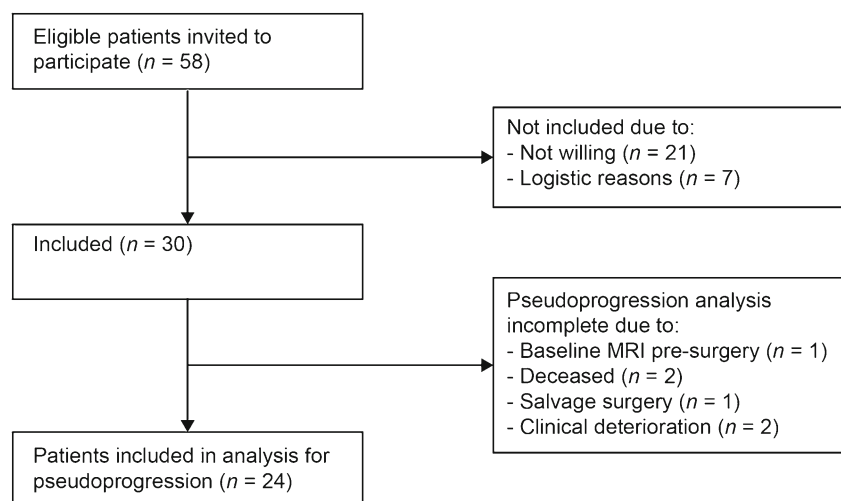 Eligible patients invited to
participate (n = 58)
Not included due to:
- Not willing (n = 21)
- Logistic reasons (n = 7)
Included (n = 30)
Pseudoprogression analysis
incomplete due to:
- Baseline MRI pre-surgery (n = 1)
- Deceased (n = 2)
- Salvage surgery (n = 1)
- Clinical deterioration (n = 2)
Patients included in analysis for
pseudoprogression (n = 24)